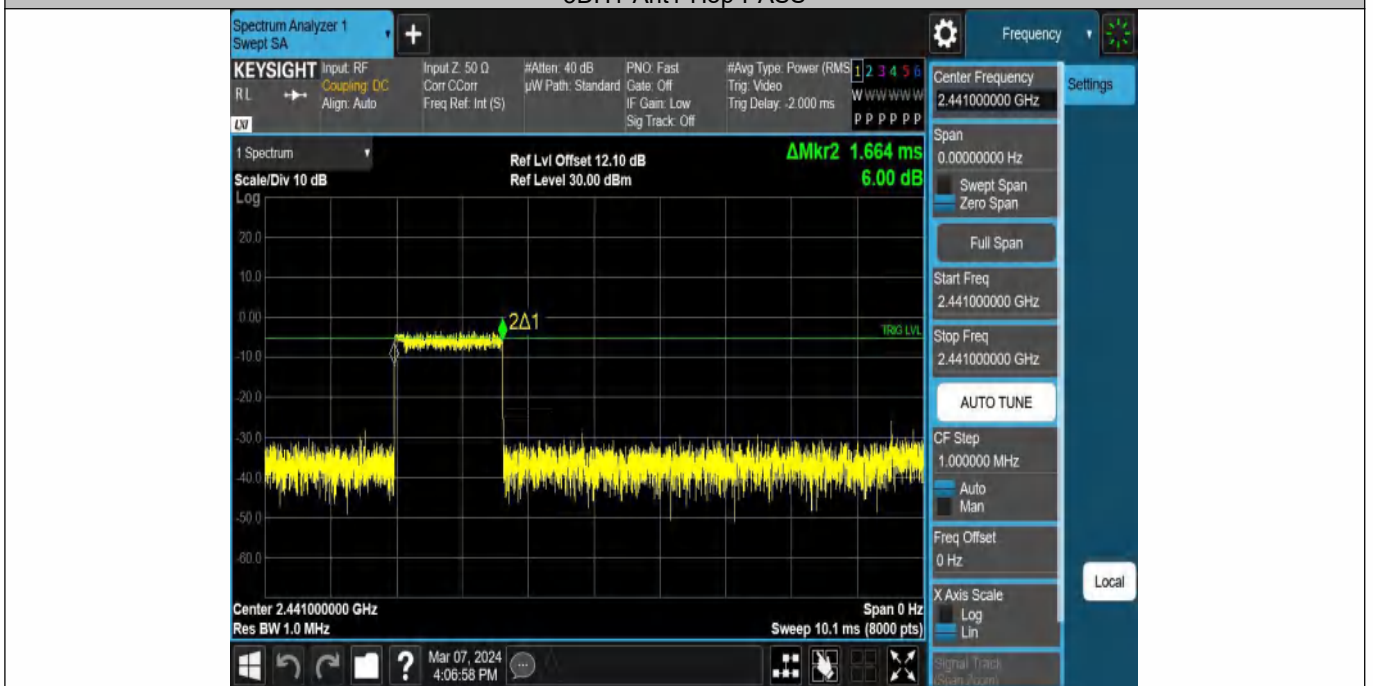 Spectrum Analyzer 1
Swept SA
+
Frequency
KEYSIGHT
RL
LXI
Input: RF
Coupling: DC
Align: Auto
Input Z: 50 Ω
Corr CCorr
Freq Ref: Int (S)
#Atten: 40 dB
µW Path: Standard
PNO: Fast
Gate: Off
IF Gain: Low
Sig Track: Off
#Avg Type: Power (RMS
Trig: Video
Trig Delay: -2.000 ms
1 2 3 4 5 6
W W W W W W
P P P P P P
1 Spectrum
Scale/Div 10 dB
Log
Ref Lvl Offset 12.10 dB
Ref Level 30.00 dBm
ΔMkr2 1.664 ms
6.00 dB
20.0
10.0
0.00
-10.0
-20.0
-30.0
-40.0
-50.0
-60.0
2Δ1
TRIG LVL
Center 2.441000000 GHz
Res BW 1.0 MHz
Span 0 Hz
Sweep 10.1 ms (8000 pts)
Center Frequency
2.441000000 GHz
Settings
Span
0.00000000 Hz
Swept Span
Zero Span
Full Span
Start Freq
2.441000000 GHz
Stop Freq
2.441000000 GHz
AUTO TUNE
CF Step
1.000000 MHz
Auto
Man
Freq Offset
0 Hz
X Axis Scale
Log
Lin
Signal Track
(Span Zoom)
Local
?
Mar 07, 2024
4:06:58 PM